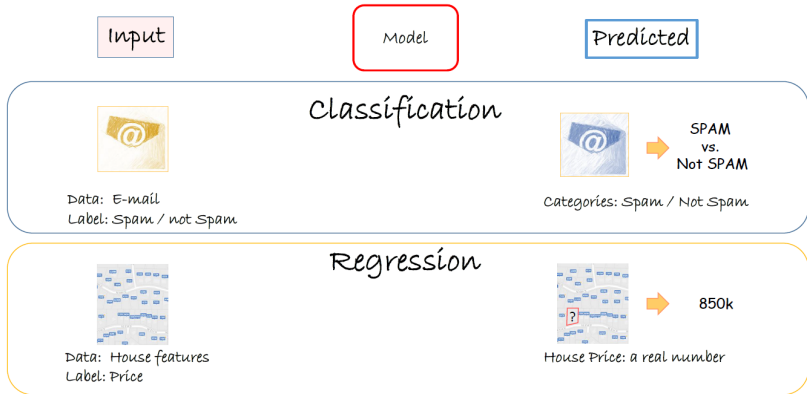 Input
Model
Predicted
Classification
@
@
SPAM
vs.
Not SPAM
Data: E-mail
Label: Spam / not Spam
Categories: Spam / Not Spam
Regression
?
850k
Data: House features
Label: Price
House Price: a real number